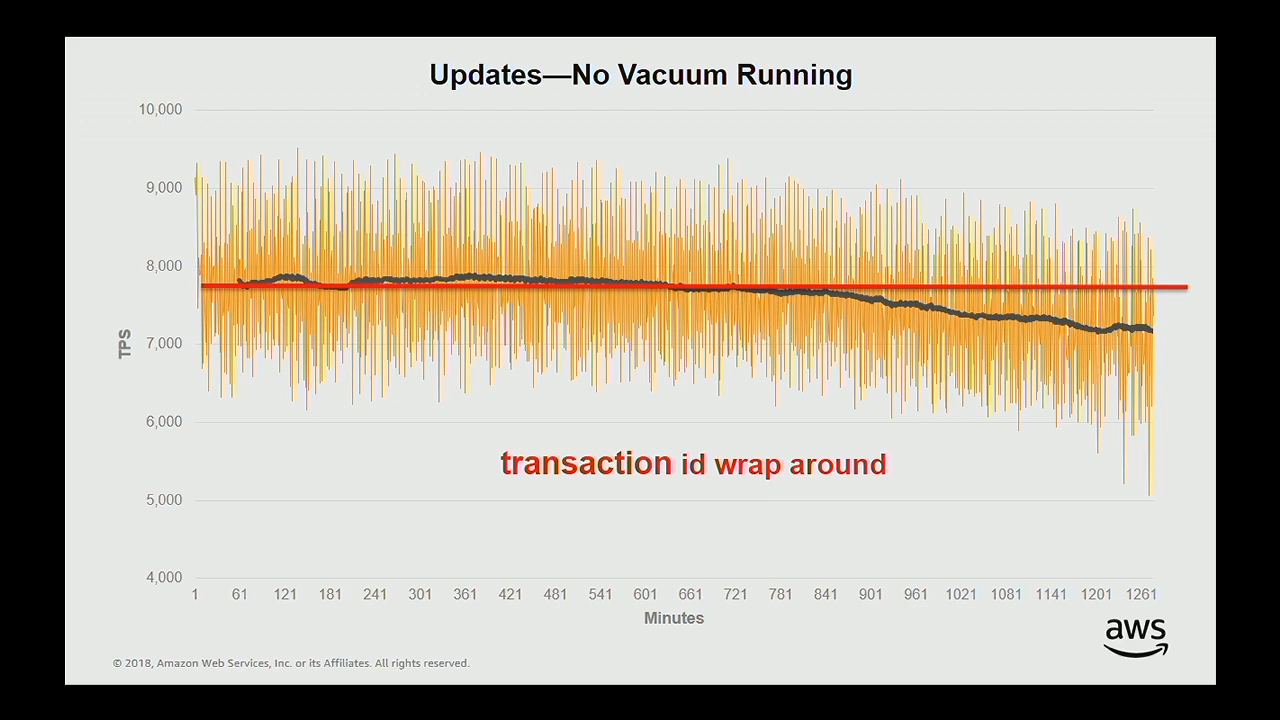 Updates—No Vacuum Running
10,000
9,000
8,000
7,000
6,000
5,000
4,000
TPS
transaction id wrap around
1 61 121 181 241 301 361 421 481 541 601 661 721 781 841 901 961 1021 1081 1141 1201 1261
Minutes
aws
© 2018, Amazon Web Services, Inc. or its Affiliates. All rights reserved.